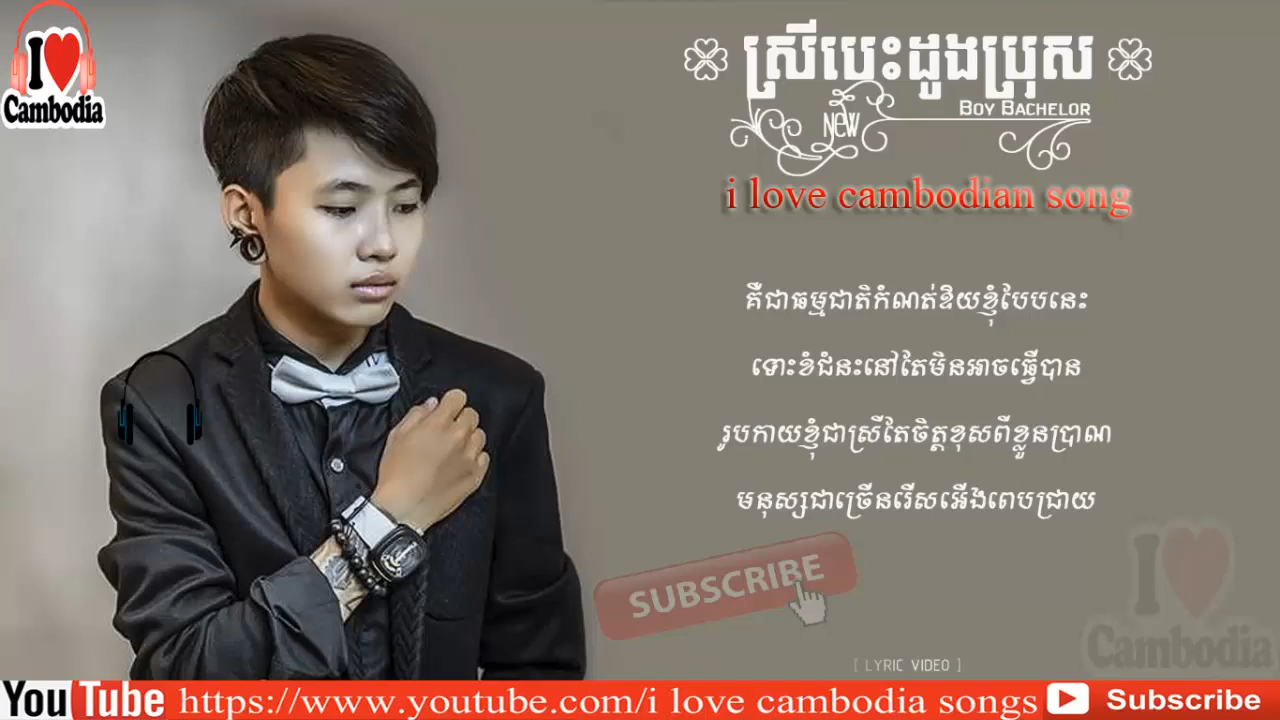 I ❤ Cambodia
ស្រីបេះដូងប្រុស
New
BOY BACHELOR
i love cambodian song
គឺជាធម្មជាតិកំណត់ឱយខ្ញុំបែបនេះ
ទោះខំជំនះនៅតែមិនអាចធ្វើបាន
រូបកាយខ្ញុំជាស្រីតែចិត្តខុសពីខ្លួនប្រាណ
មនុស្សជាច្រើនរើសអើងពេបជ្រាយ
SUBSCRIBE
I ❤ Cambodia
[ LYRIC VIDEO ]
YouTube https://www.youtube.com/i love cambodia songs Subscribe